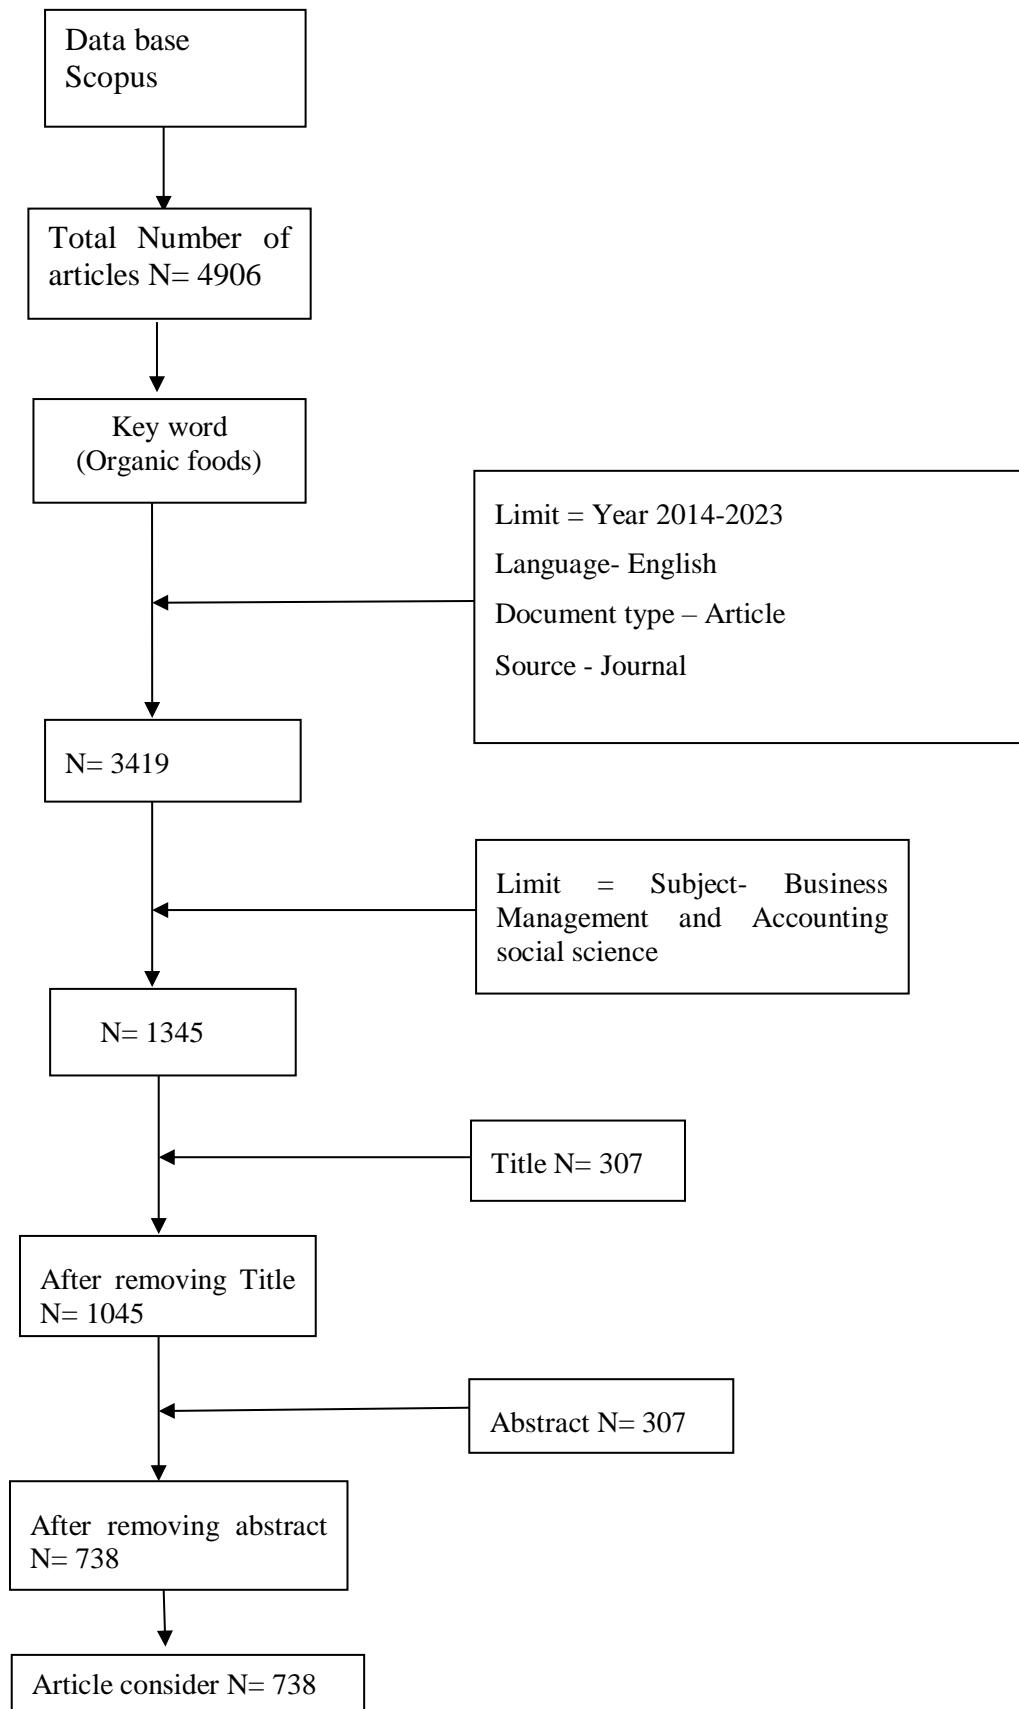 Data base
Scopus
Total Number of
articles N= 4906
Key word
(Organic foods)
Limit = Year 2014-2023
Language- English
Document type – Article
Source - Journal
N= 3419
Limit = Subject- Business
Management and Accounting
social science
N= 1345
Title N= 307
After removing Title
N= 1045
Abstract N= 307
After removing abstract
N= 738
Article consider N= 738